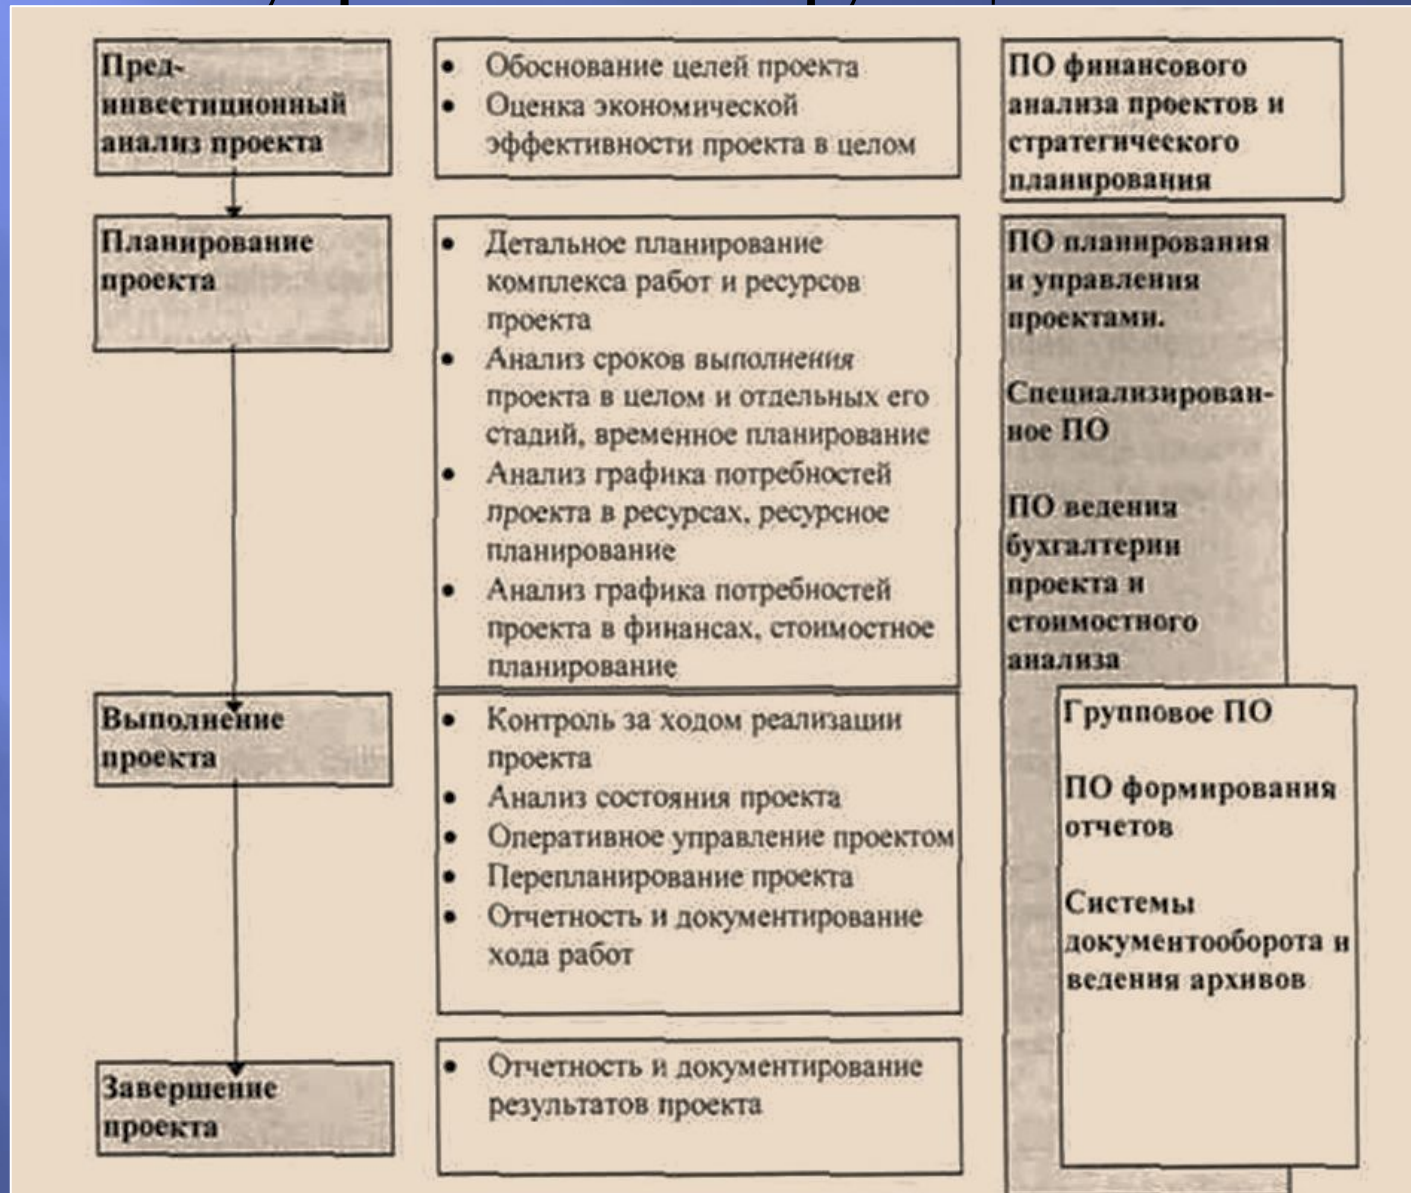 Пред-
инвестиционный
анализ проекта
• Обоснование целей проекта
• Оценка экономической
эффективности проекта в целом
ПО финансового
анализа проектов и
стратегического
планирования
Планирование
проекта
• Детальное планирование
комплекса работ и ресурсов
проекта
• Анализ сроков выполнения
проекта в целом и отдельных его
стадий, временное планирование
• Анализ графика потребностей
проекта в ресурсах, ресурсное
планирование
• Анализ графика потребностей
проекта в финансах, стоимостное
планирование
ПО планирования
и управления
проектами.
Специализирован-
ное ПО
ПО ведения
бухгалтерии
проекта и
стоимостного
анализа
Выполнение
проекта
• Контроль за ходом реализации
проекта
• Анализ состояния проекта
• Оперативное управление проектом
• Перепланирование проекта
• Отчетность и документирование
хода работ
Групповое ПО
ПО формирования
отчетов
Системы
документооборота и
ведения архивов
Завершение
проекта
• Отчетность и документирование
результатов проекта